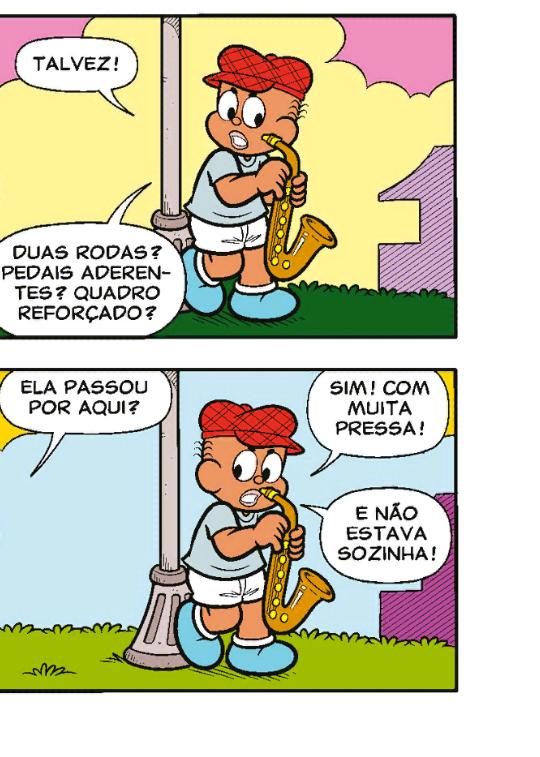 TALVEZ!
DUAS RODAS?
PEDAIS ADEREN-
TES? QUADRO
REFORÇADO?
ELA PASSOU
POR AQUI?
SIM! COM
MUITA
PRESSA!
E NÃO
ESTAVA
SOZINHA!